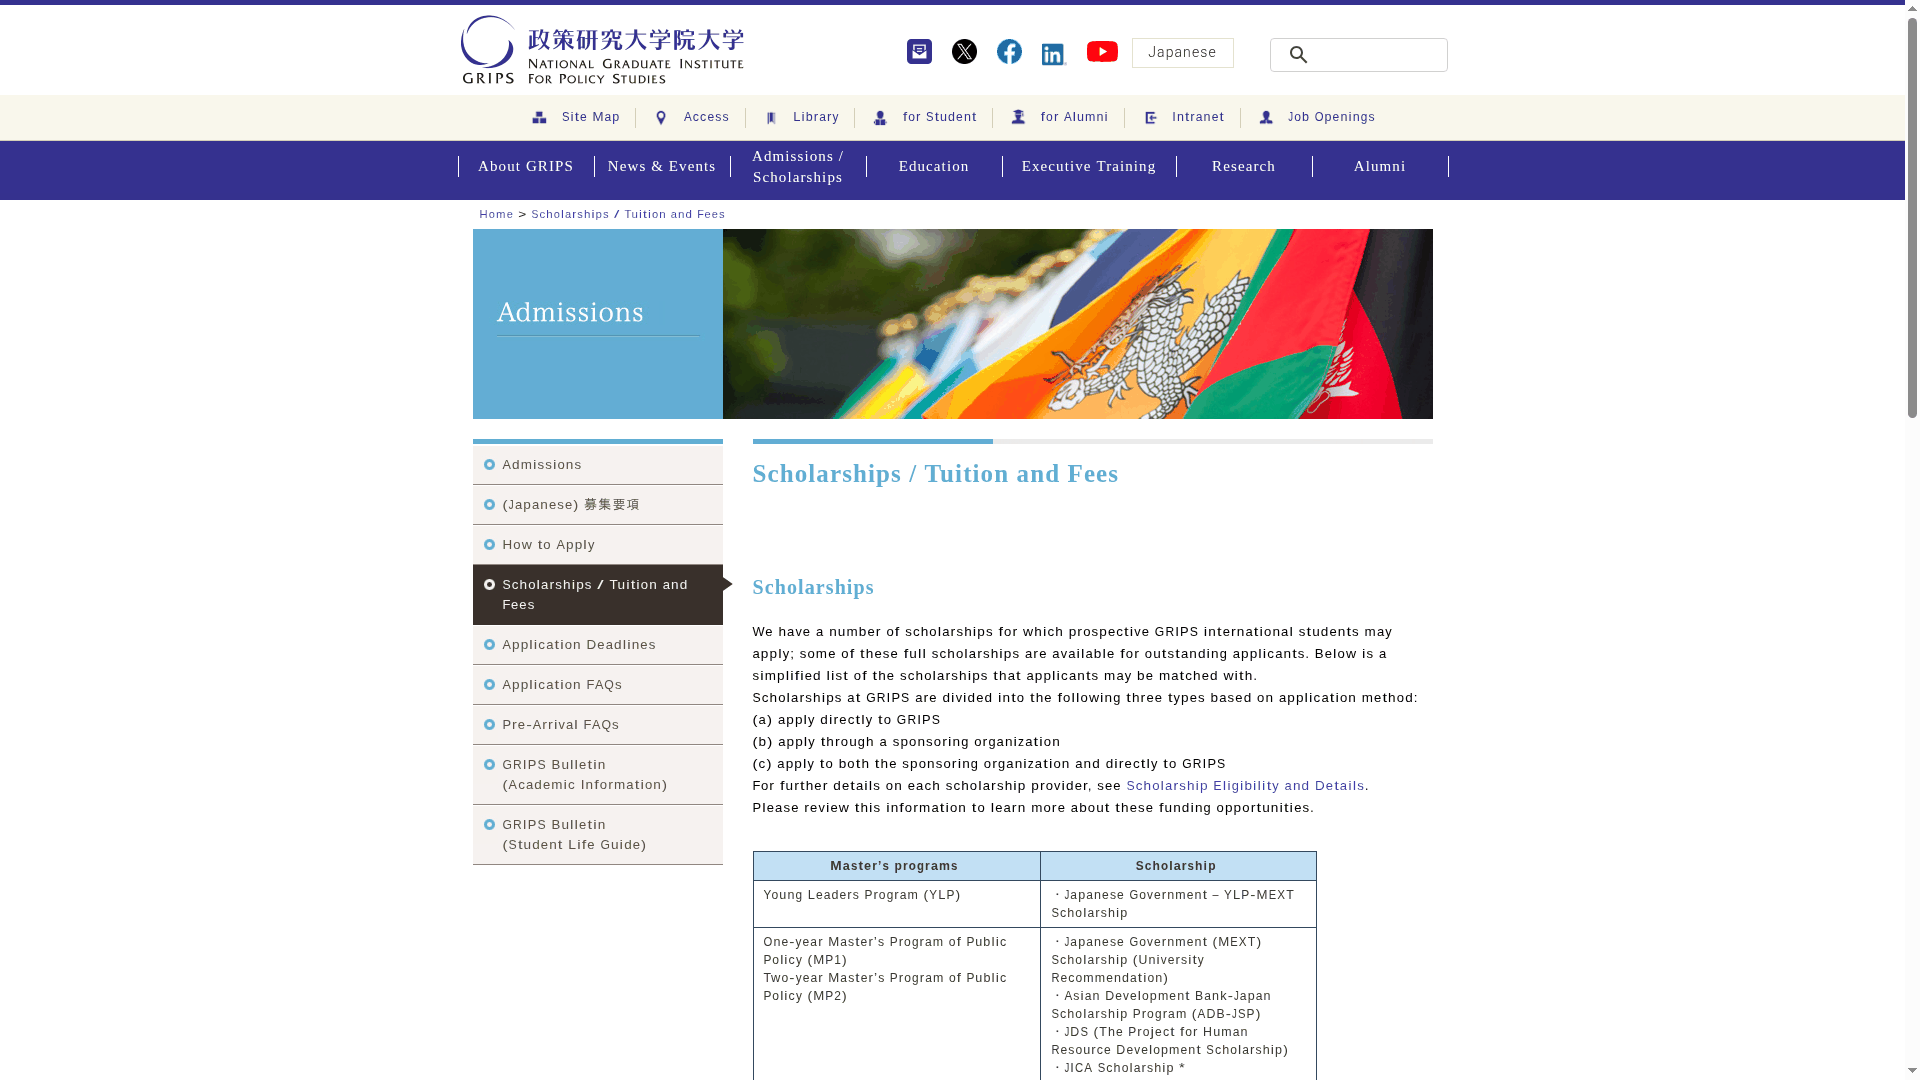 政策研究大学院大学
NATIONAL GRADUATE INSTITUTE
FOR POLICY STUDIES
GRIPS
Japanese
Site Map
Access
Library
for Student
for Alumni
Intranet
Job Openings
About GRIPS
News & Events
Admissions /
Scholarships
Education
Executive Training
Research
Alumni
Home > Scholarships / Tuition and Fees
Admissions
Admissions
(Japanese) 募集要項
How to Apply
Scholarships / Tuition and
Fees
Application Deadlines
Application FAQs
Pre-Arrival FAQs
GRIPS Bulletin
(Academic Information)
GRIPS Bulletin
(Student Life Guide)
Scholarships / Tuition and Fees
Scholarships
We have a number of scholarships for which prospective GRIPS international students may
apply; some of these full scholarships are available for outstanding applicants. Below is a
simplified list of the scholarships that applicants may be matched with.
Scholarships at GRIPS are divided into the following three types based on application method:
(a) apply directly to GRIPS
(b) apply through a sponsoring organization
(c) apply to both the sponsoring organization and directly to GRIPS
For further details on each scholarship provider, see Scholarship Eligibility and Details.
Please review this information to learn more about these funding opportunities.
Master's programs
Scholarship
Young Leaders Program (YLP)
・Japanese Government – YLP-MEXT
Scholarship
One-year Master's Program of Public
Policy (MP1)
Two-year Master's Program of Public
Policy (MP2)
・Japanese Government (MEXT)
Scholarship (University
Recommendation)
・Asian Development Bank-Japan
Scholarship Program (ADB-JSP)
・JDS (The Project for Human
Resource Development Scholarship)
・JICA Scholarship *